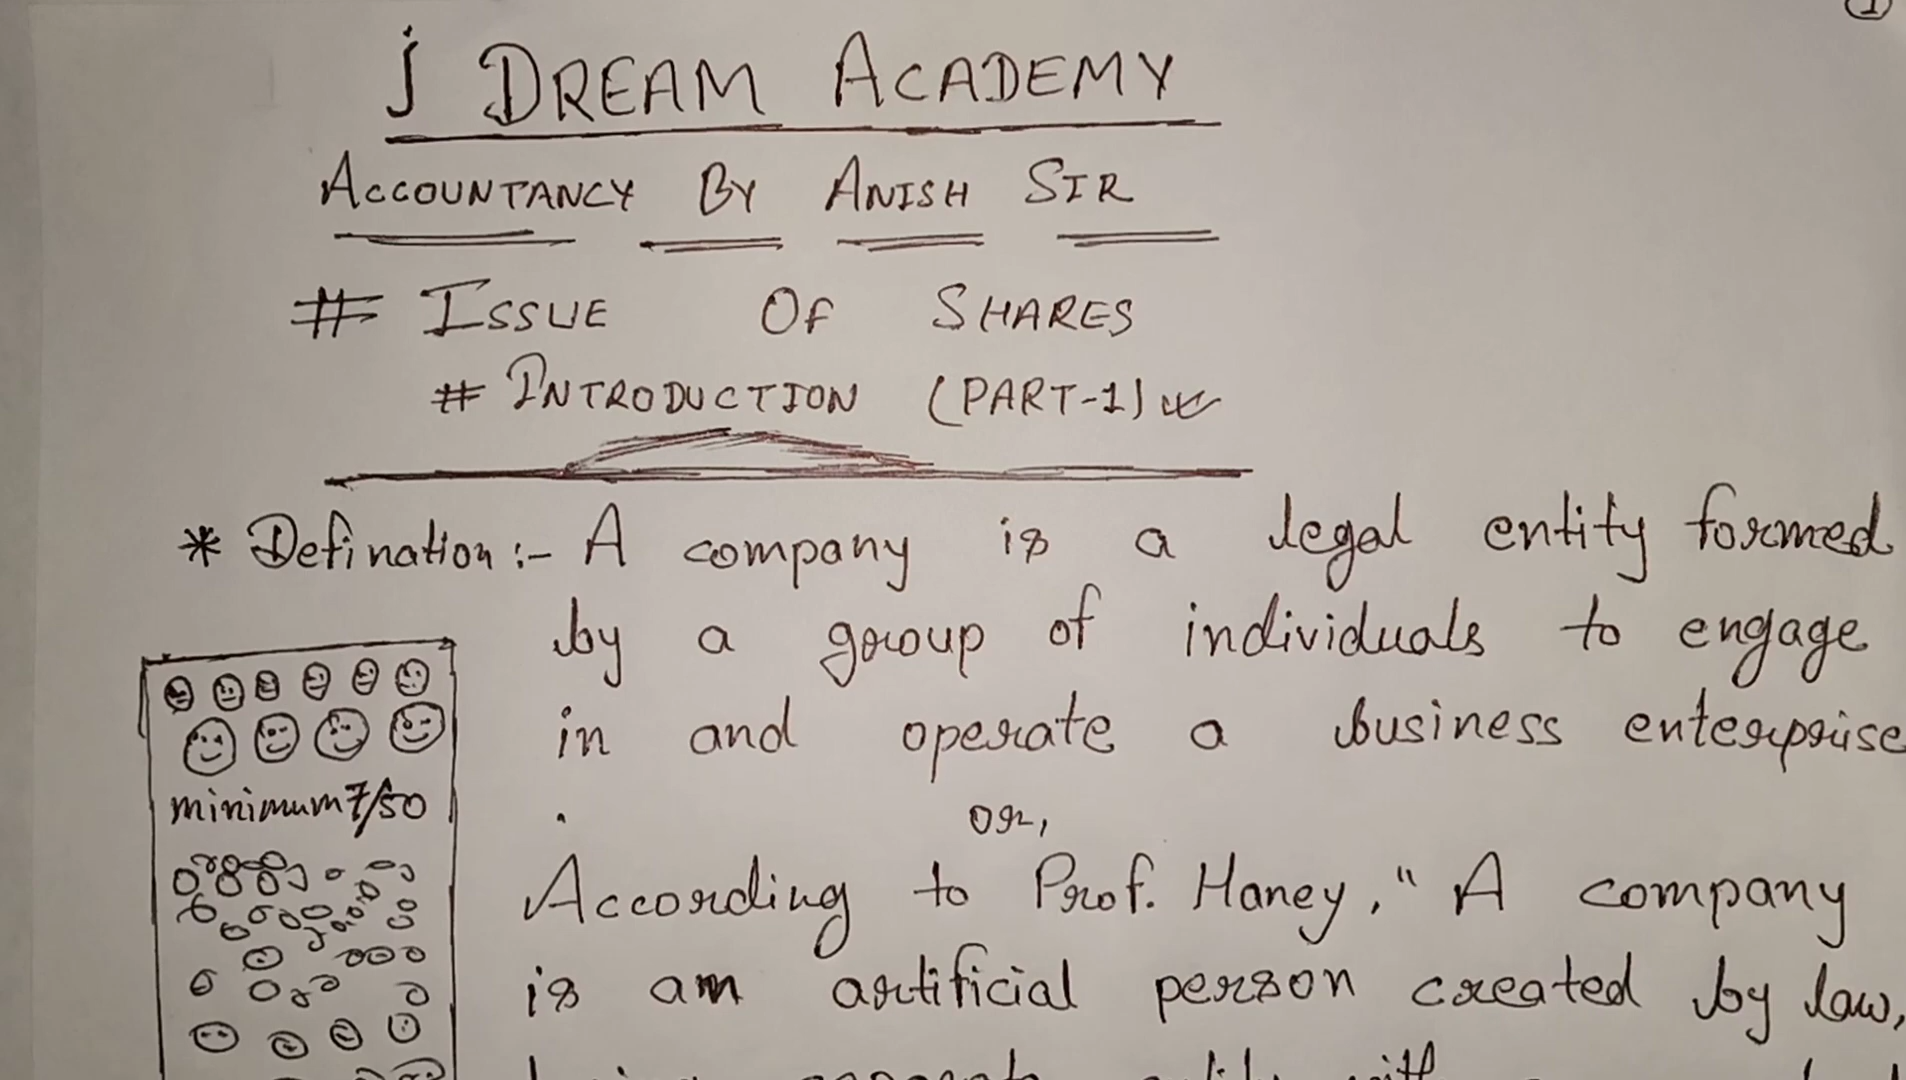 1
j DREAM ACADEMY
ACCOUNTANCY BY ANISH SIR
# ISSUE OF SHARES
# INTRODUCTION (PART-1)
* Defination :- A company is a legal entity formed
by a group of individuals to engage
in and operate a business enterprise
.
or,
minimum 7/50
According to Prof. Haney, " A company
is an artificial person created by law,